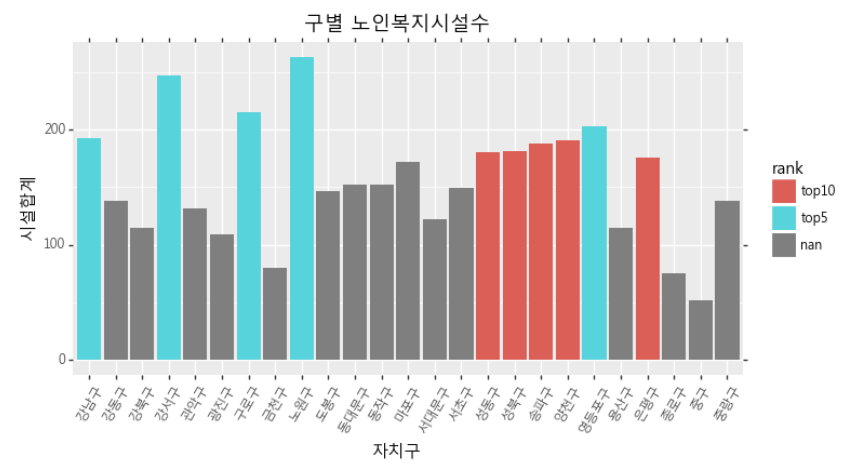 구별 노인복지시설수
시설합계
200
100
0
강남구 강동구 강북구 강서구 관악구 광진구 구로구 금천구 노원구 도봉구 동대문구 동작구 마포구 서대문구 서초구 성동구 성북구 송파구 양천구 영등포구 용산구 은평구 종로구 중구 중랑구
자치구
rank
top10
top5
nan